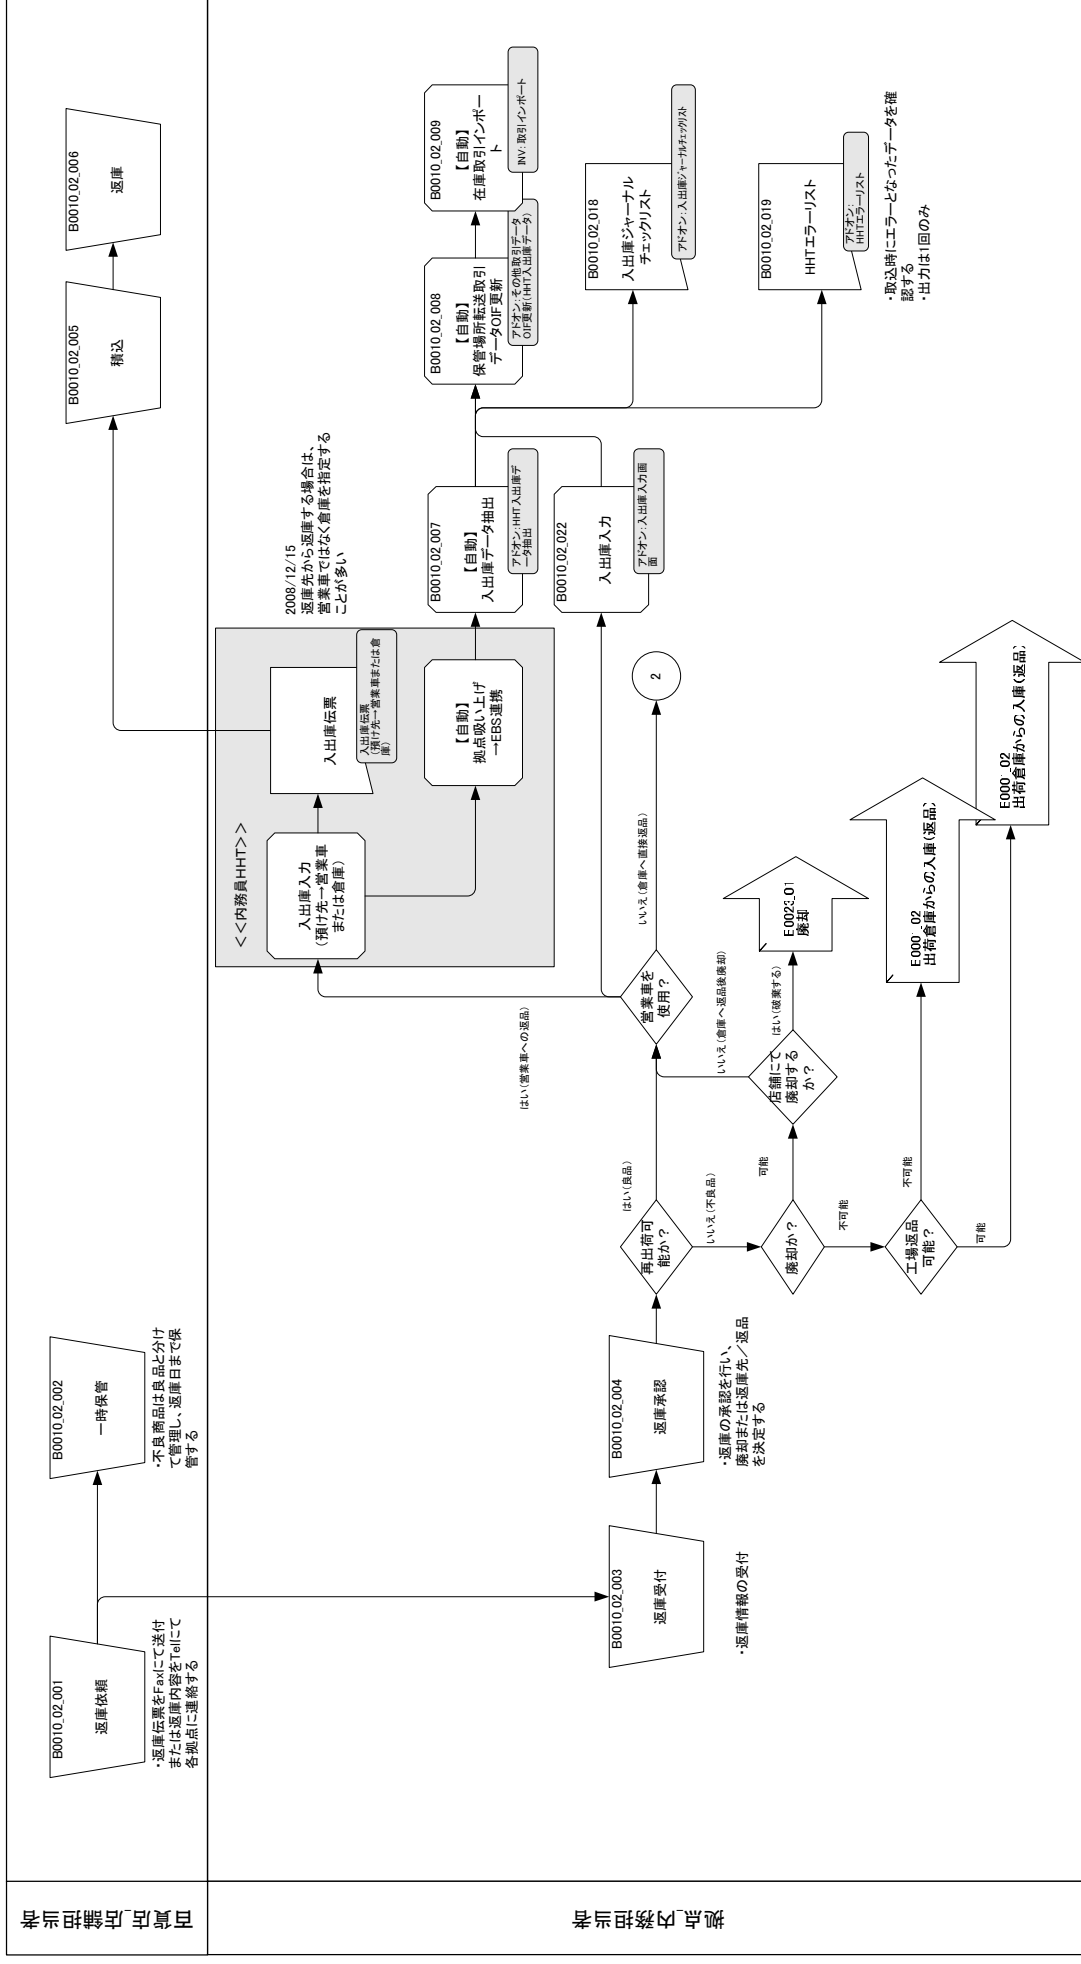 百貨店_店舗担当者
B0010_02_001
返庫依頼
・返庫伝票をFaxにて送付
または返庫内容をTelにて
各拠点に連絡する
B0010_02_002
一時保管
・不良商品は良品と分け
て管理し、返庫日まで保
管する
B0010_02_005
積込
B0010_02_006
返庫
拠点_内務担当者
B0010_02_003
返庫受付
・返庫情報の受付
B0010_02_004
返庫承認
・返庫の承認を行い、
廃却または返庫先／返品
を決定する
再出荷可
能か？
はい(良品)
いいえ(不良品)
廃却か？
可能
不可能
工場返品
可能？
不可能
可能
店舗にて
廃却する
か？
いいえ(倉庫へ返品後廃却)
はい(破棄する)
営業車を
使用？
はい(営業車への返品)
いいえ(倉庫へ直接返品)
2
E0023_01
廃却
_02
出荷倉庫からの入庫(返品)
_02
出荷倉庫からの入庫(返品)
＜＜内務員HHT＞＞
入出庫入力
(預け先→営業車
または倉庫)
入出庫伝票
入出庫伝票
(預け先→営業車または倉
庫)
【自動】
拠点吸い上げ
→EBS連携
2008/12/15
返庫先から返庫する場合は、
営業車ではなく倉庫を指定する
ことが多い
B0010_02_007
【自動】
入出庫データ抽出
アドオン:HHT入出庫デ
ータ抽出
B0010_02_022
入出庫入力
アドオン:入出庫入力画
面
B0010_02_008
【自動】
保管場所転送取引
データOIF更新
アドオン:その他取引データ
OIF更新(HHT入出庫データ)
B0010_02_009
【自動】
在庫取引インポー
ト
INV:取引インポート
B0010_02_018
入出庫ジャーナル
チェックリスト
アドオン:入出庫ジャーナルチェックリスト
B0010_02_019
HHTエラーリスト
アドオン:
HHTエラーリスト
・取込時にエラーとなったデータを確
認する
・出力は1回のみ